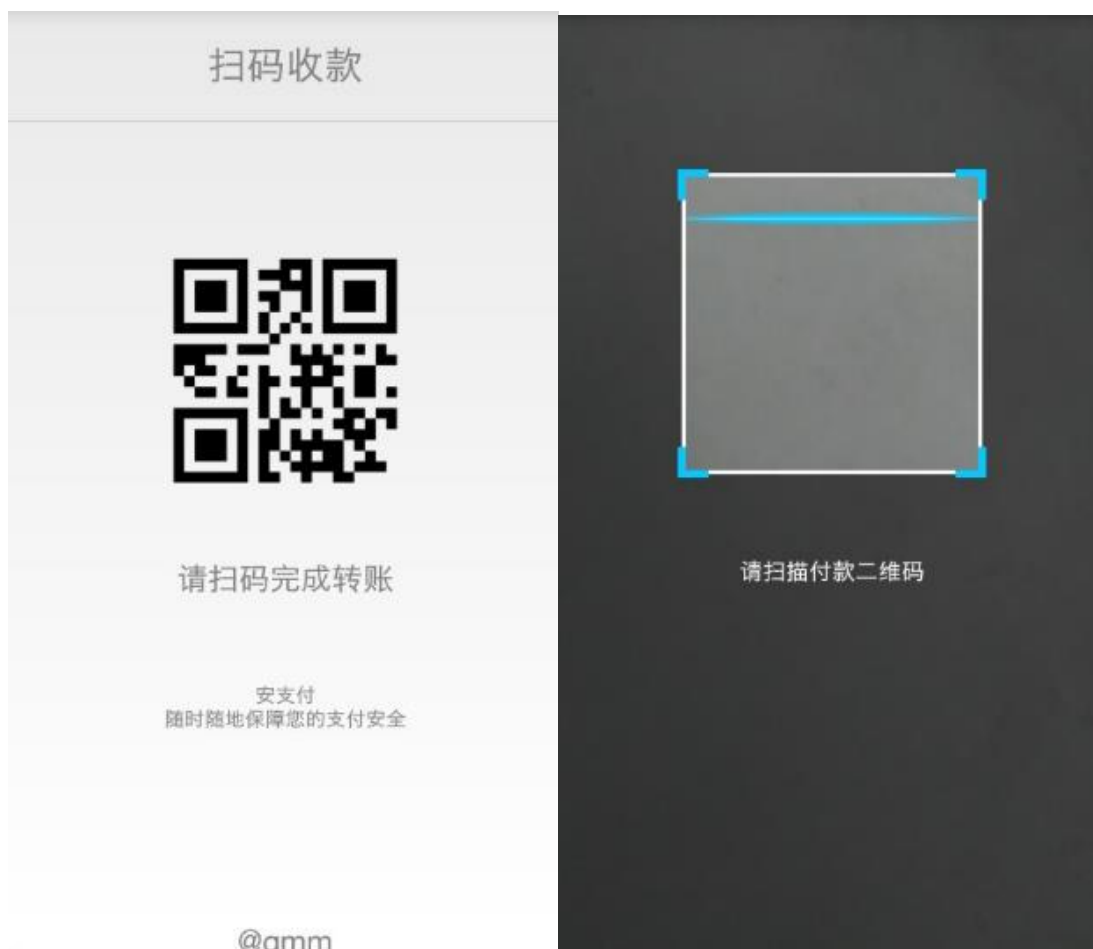 扫码收款
请扫码完成转账
安支付
随时随地保障您的支付安全
@gmm
请扫描付款二维码